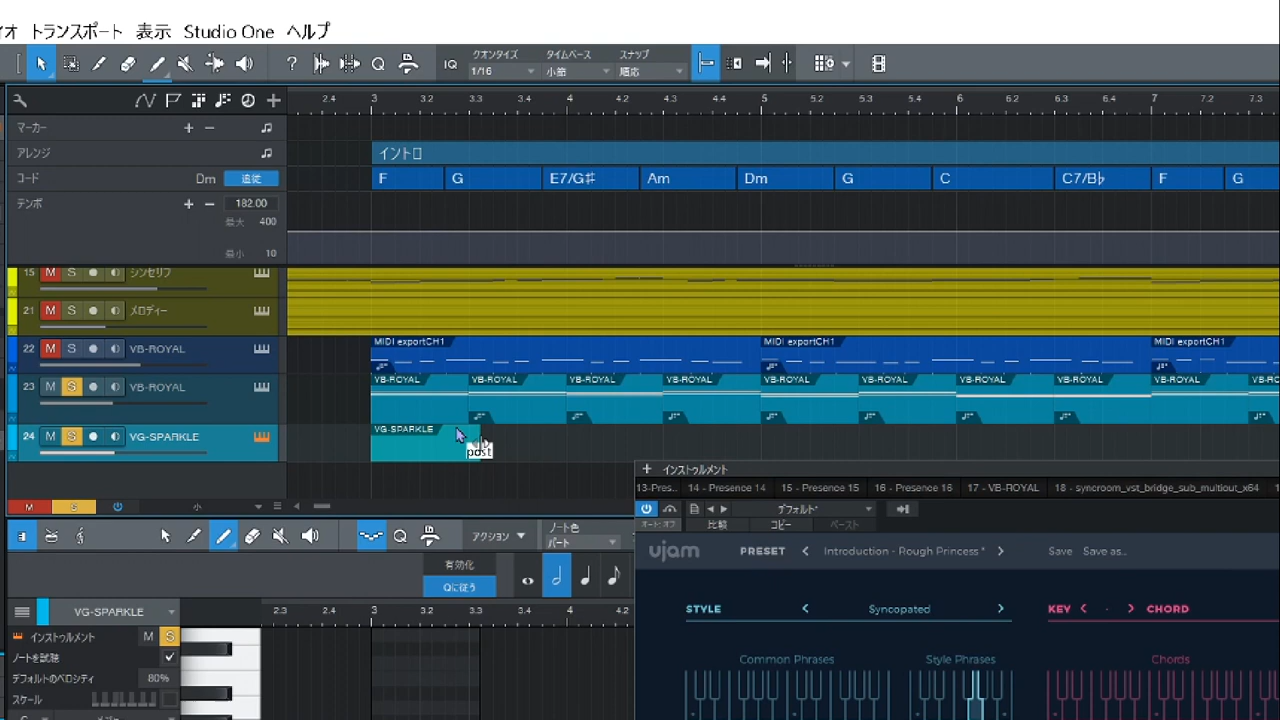 イオ トランスポート 表示 Studio One ヘルプ
クオンタイズ タイムベース スナップ
? Q IQ 1/16 小節 順応
2.4 3 3.2 3.3 3.4 4 4.2 4.3 4.4 5 5.2 5.3 5.4 6 6.2 6.3 6.4 7 7.2 7.3
マーカー
アレンジ イントロ
コード Dm 追従 F G E7/G♯ Am Dm G C C7/B♭ F G
テンポ 182.00
最大 400
最小 10
15 M S シンセリフ
21 M S メロディー
22 M S VB-ROYAL MIDI exportCH1 MIDI exportCH1 MIDI exportCH1
23 M S VB-ROYAL VB-ROYAL VB-ROYAL VB-ROYAL VB-ROYAL VB-ROYAL VB-ROYAL VB-ROYAL VB-ROYAL VB-ROYAL
24 M S VG-SPARKLE VG-SPARKLE
post
インストゥルメント
13-Pres.. 14 - Presence 14 15 - Presence 15 16 - Presence 16 17 - VB-ROYAL 18 - syncroom_vst_bridge_sub_multiout_x64
M S 小
デフォルト*
オート:オフ 比較 コピー ペースト
アクション ノート色
パート
ujam PRESET Introduction - Rough Princess * Save Save as...
有効化
Qに従う
VG-SPARKLE 2.3 2.4 3 3.2 3.3 3.4 4 4.2
STYLE Syncopated KEY CHORD
インストゥルメント M S
ノートを試聴
デフォルトのベロシティ 80%
スケール
Common Phrases Style Phrases Chords